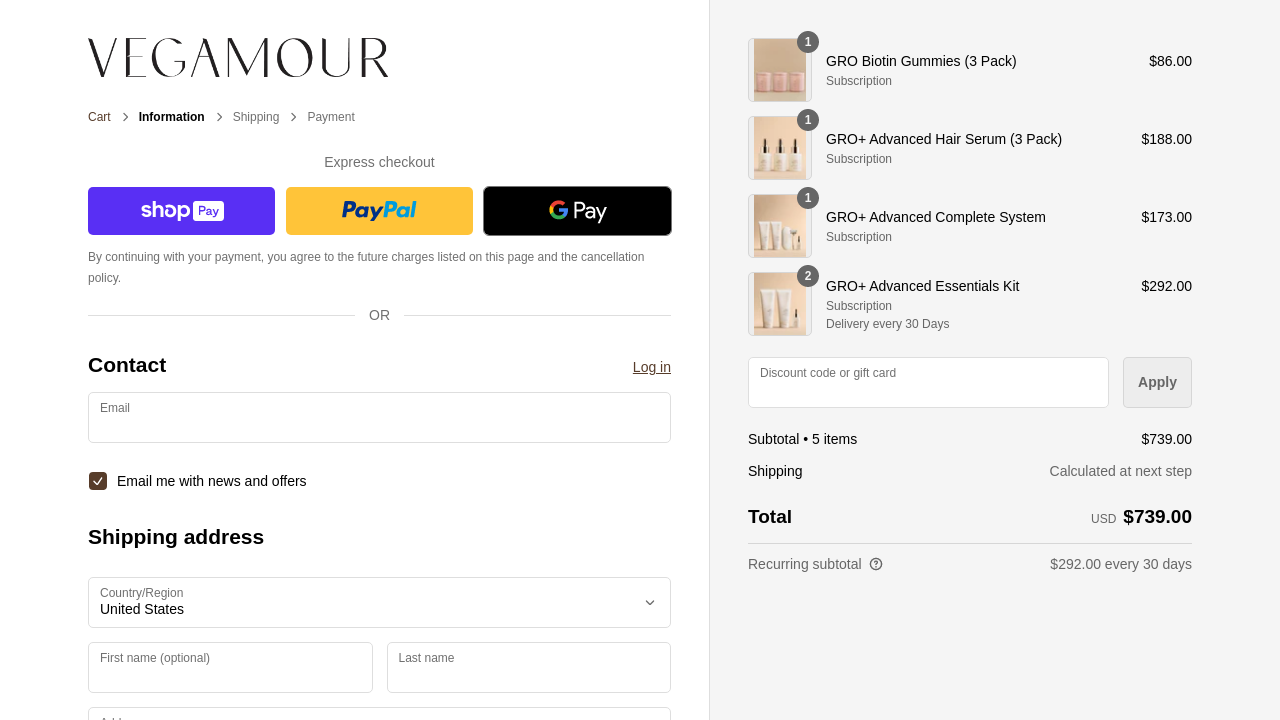 VEGAMOUR
Cart
Information
Shipping
Payment
Express checkout
shop Pay
PayPal
G Pay
By continuing with your payment, you agree to the future charges listed on this page and the cancellation
policy.
OR
Contact
Log in
Email
Email me with news and offers
Shipping address
Country/Region
United States
First name (optional)
Last name
1
GRO Biotin Gummies (3 Pack)
Subscription
$86.00
1
GRO+ Advanced Hair Serum (3 Pack)
Subscription
$188.00
1
GRO+ Advanced Complete System
Subscription
$173.00
2
GRO+ Advanced Essentials Kit
Subscription
Delivery every 30 Days
$292.00
Discount code or gift card
Apply
Subtotal • 5 items
$739.00
Shipping
Calculated at next step
Total
USD $739.00
Recurring subtotal
$292.00 every 30 days